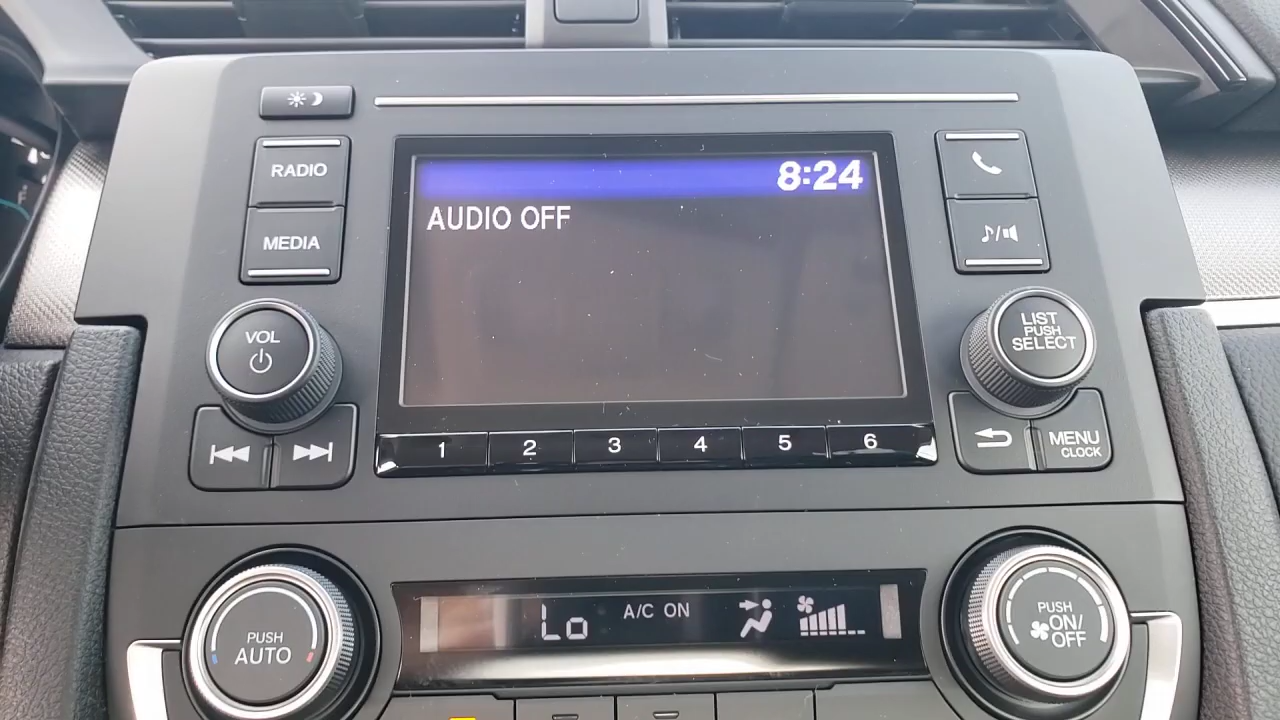 RADIO
MEDIA
8:24
AUDIO OFF
VOL
LIST
PUSH
SELECT
1 2 3 4 5 6
MENU
CLOCK
PUSH
AUTO
Lo
A/C ON
PUSH
ON/
OFF